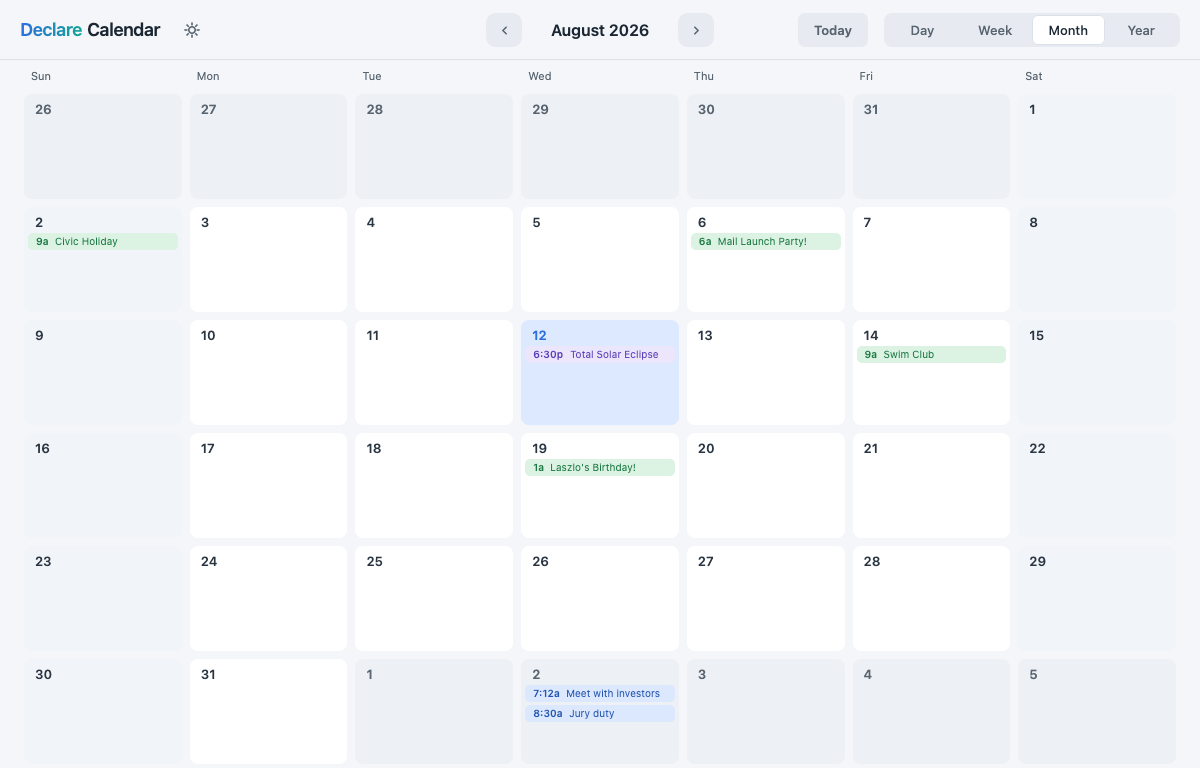 Declare Calendar
August 2026
Today Day Week Month Year
Sun Mon Tue Wed Thu Fri Sat
26 27 28 29 30 31 1
2 3 4 5 6 7 8
9a Civic Holiday 6a Mail Launch Party!
9 10 11 12 13 14 15
6:30p Total Solar Eclipse 9a Swim Club
16 17 18 19 20 21 22
1a Laszlo's Birthday!
23 24 25 26 27 28 29
30 31 1 2 3 4 5
7:12a Meet with investors
8:30a Jury duty